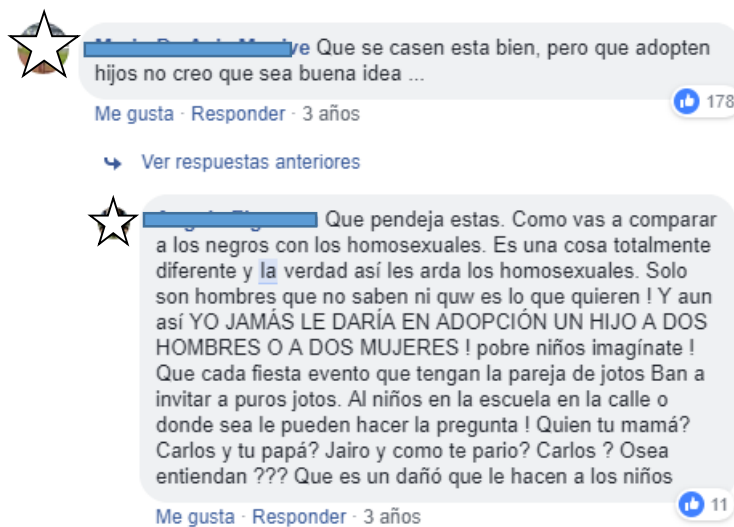 Que se casen esta bien, pero que adopten
hijos no creo que sea buena idea ...
178
Me gusta · Responder · 3 años
Ver respuestas anteriores
Que pendeja estas. Como vas a comparar
a los negros con los homosexuales. Es una cosa totalmente
diferente y la verdad así les arda los homosexuales. Solo
son hombres que no saben ni quw es lo que quieren ! Y aun
así YO JAMÁS LE DARÍA EN ADOPCIÓN UN HIJO A DOS
HOMBRES O A DOS MUJERES ! pobre niños imagínate !
Que cada fiesta evento que tengan la pareja de jotos Ban a
invitar a puros jotos. Al niños en la escuela en la calle o
donde sea le pueden hacer la pregunta ! Quien tu mamá?
Carlos y tu papá? Jairo y como te pario? Carlos ? Osea
entiendan ??? Que es un dañó que le hacen a los niños
11
Me gusta · Responder · 3 años